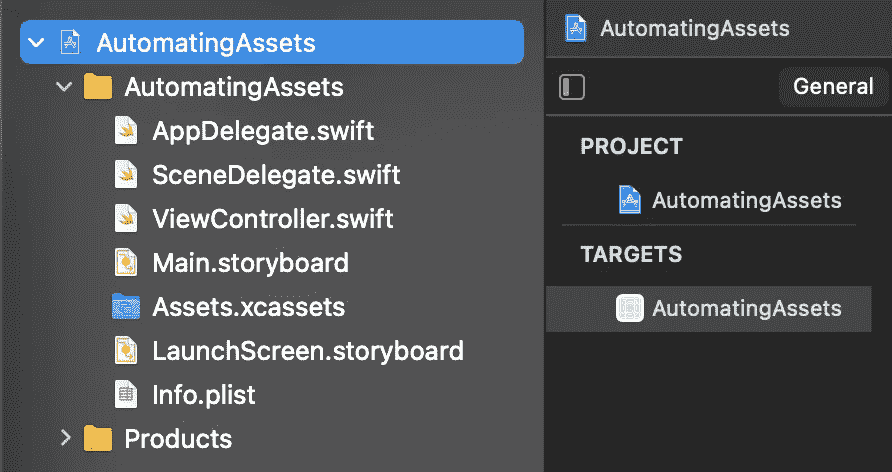 AutomatingAssets
AutomatingAssets
AppDelegate.swift
SceneDelegate.swift
ViewController.swift
Main.storyboard
Assets.xcassets
LaunchScreen.storyboard
Info.plist
Products
AutomatingAssets
General
PROJECT
AutomatingAssets
TARGETS
AutomatingAssets